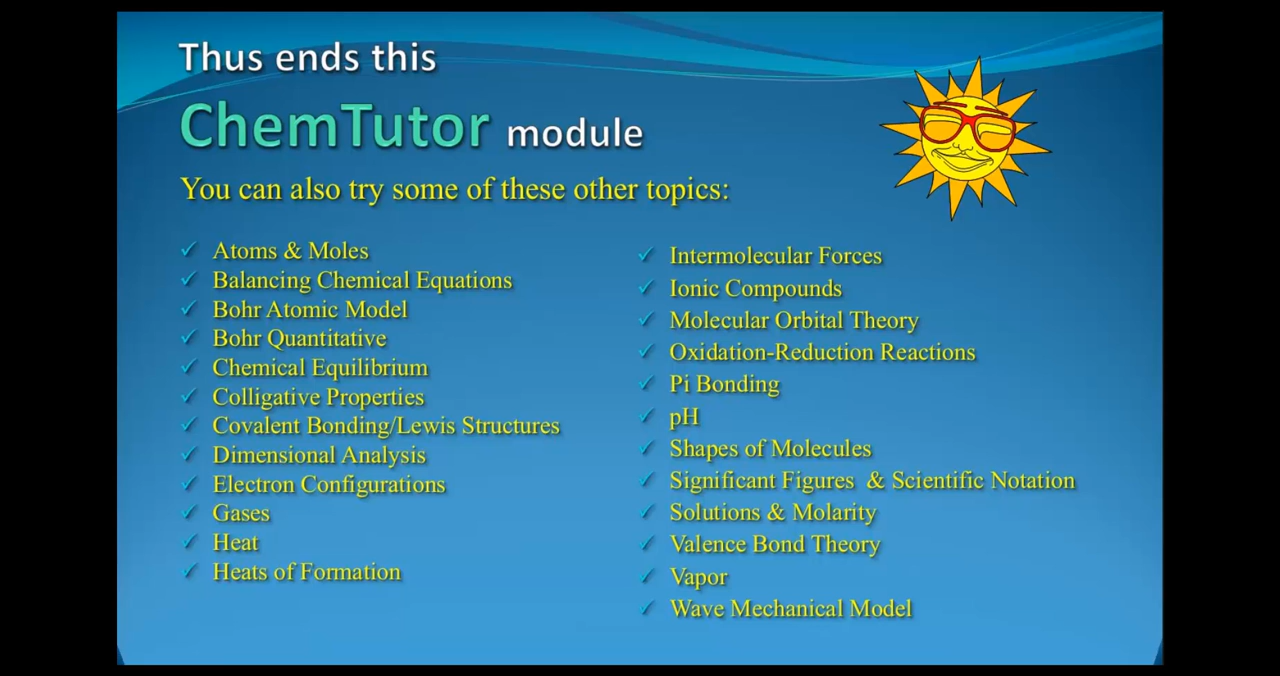 Thus ends this
ChemTutor module
You can also try some of these other topics:
✓ Atoms & Moles
✓ Balancing Chemical Equations
✓ Bohr Atomic Model
✓ Bohr Quantitative
✓ Chemical Equilibrium
✓ Colligative Properties
✓ Covalent Bonding/Lewis Structures
✓ Dimensional Analysis
✓ Electron Configurations
✓ Gases
✓ Heat
✓ Heats of Formation
✓ Intermolecular Forces
✓ Ionic Compounds
✓ Molecular Orbital Theory
✓ Oxidation-Reduction Reactions
✓ Pi Bonding
✓ pH
✓ Shapes of Molecules
✓ Significant Figures & Scientific Notation
✓ Solutions & Molarity
✓ Valence Bond Theory
✓ Vapor
✓ Wave Mechanical Model